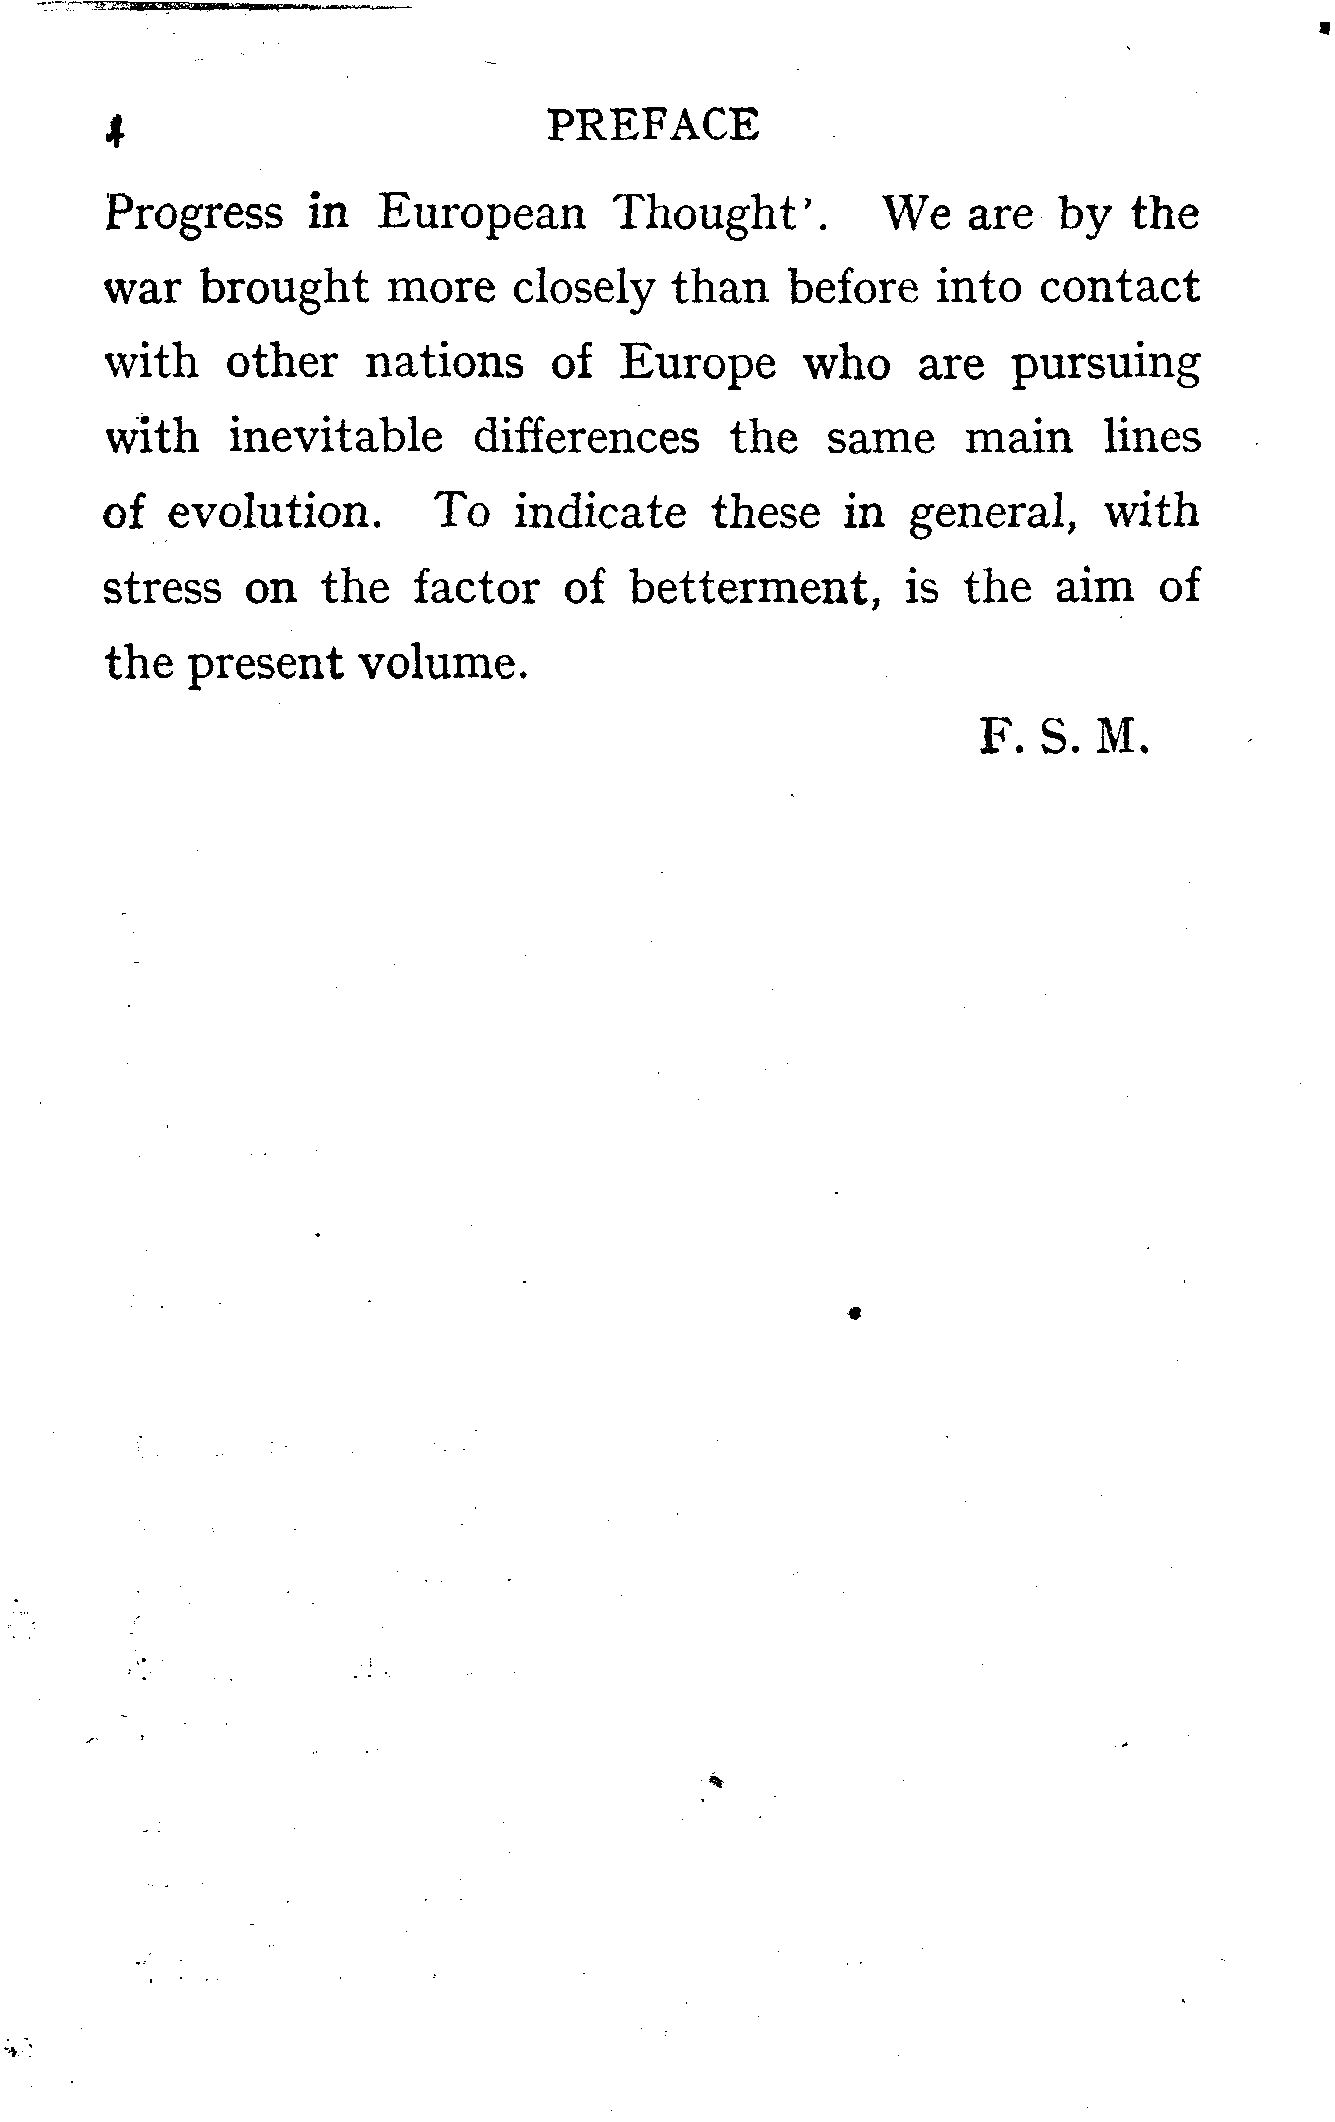 4 PREFACE
Progress in European Thought'. We are by the
war brought more closely than before into contact
with other nations of Europe who are pursuing
with inevitable differences the same main lines
of evolution. To indicate these in general, with
stress on the factor of betterment, is the aim of
the present volume.
F. S. M.